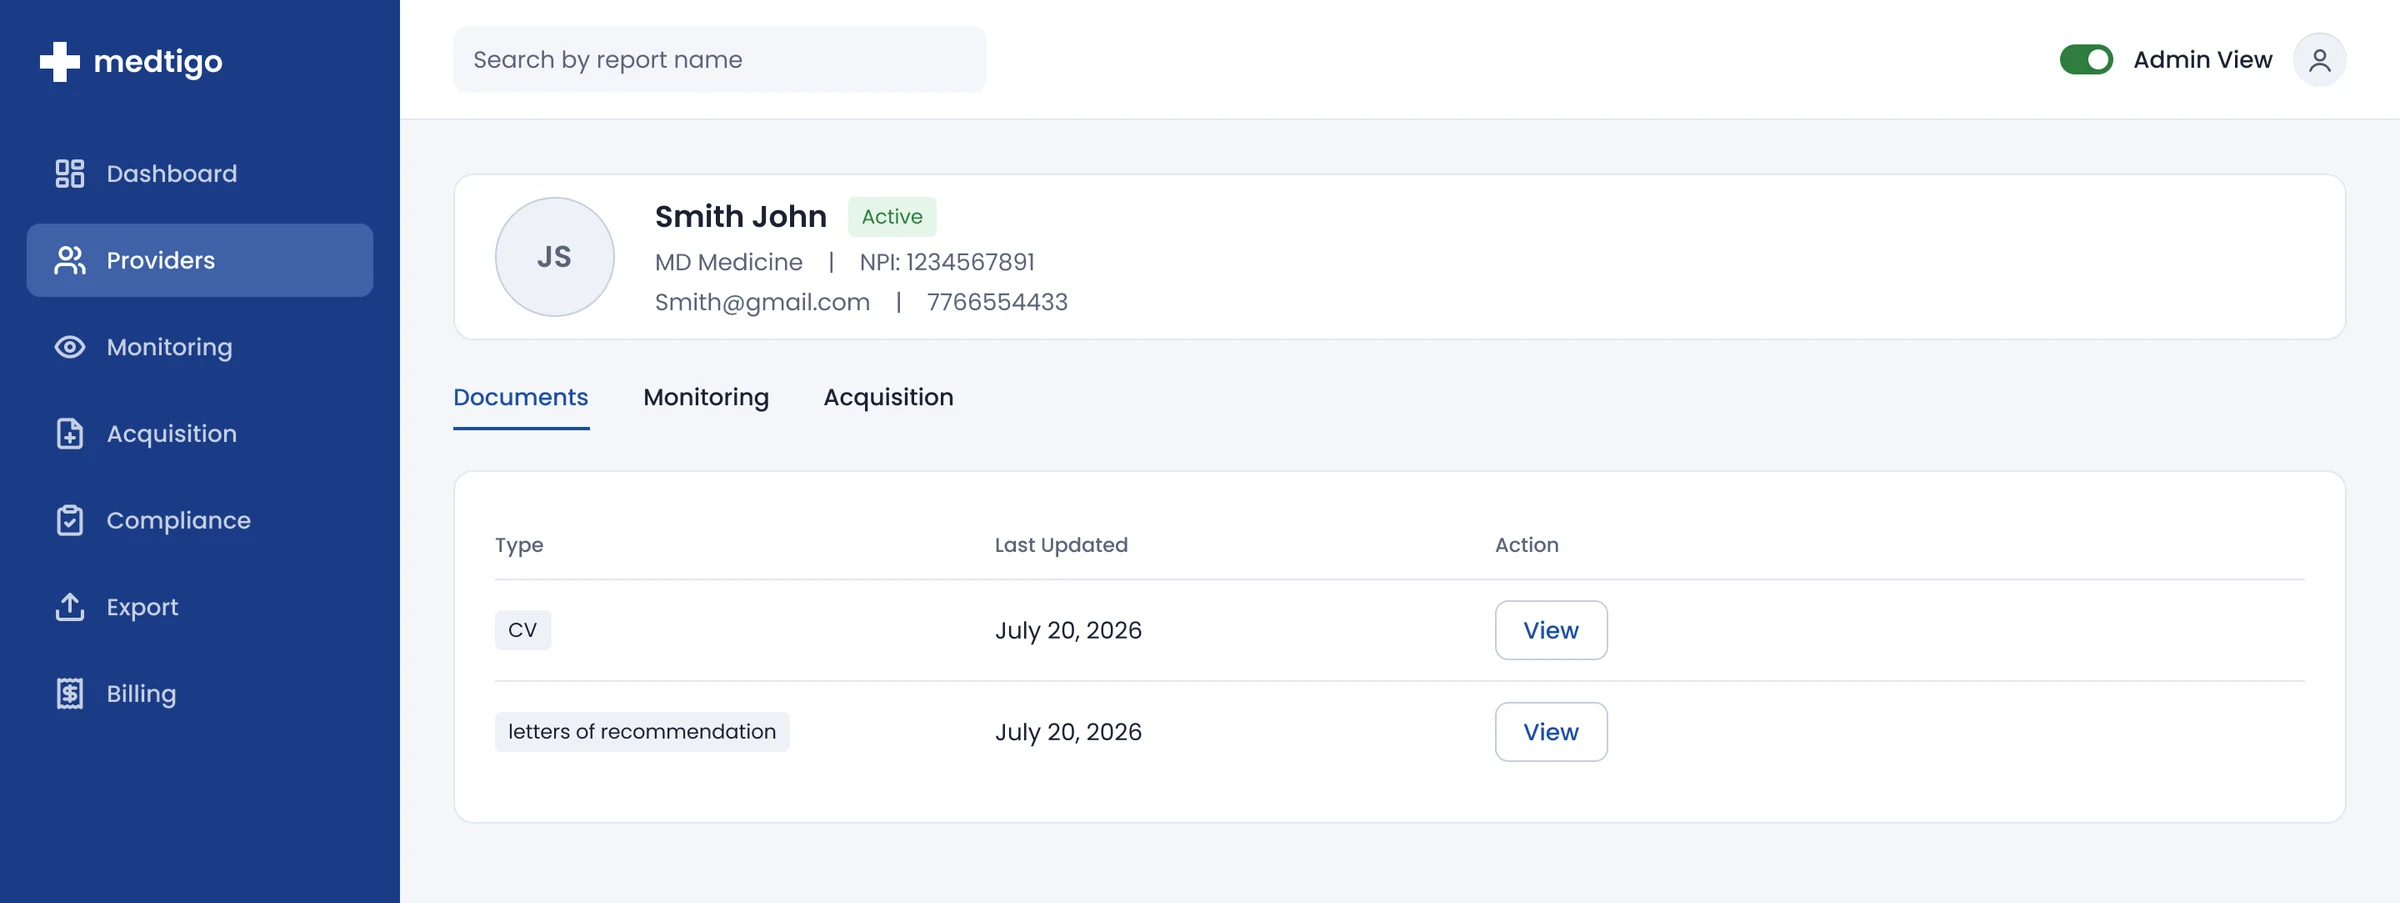 medtigo
Search by report name
Admin View
Dashboard
Providers
Monitoring
Acquisition
Compliance
Export
Billing
JS
Smith John Active
MD Medicine | NPI: 1234567891
Smith@gmail.com | 7766554433
Documents Monitoring Acquisition
Type Last Updated Action
CV July 20, 2026 View
letters of recommendation July 20, 2026 View